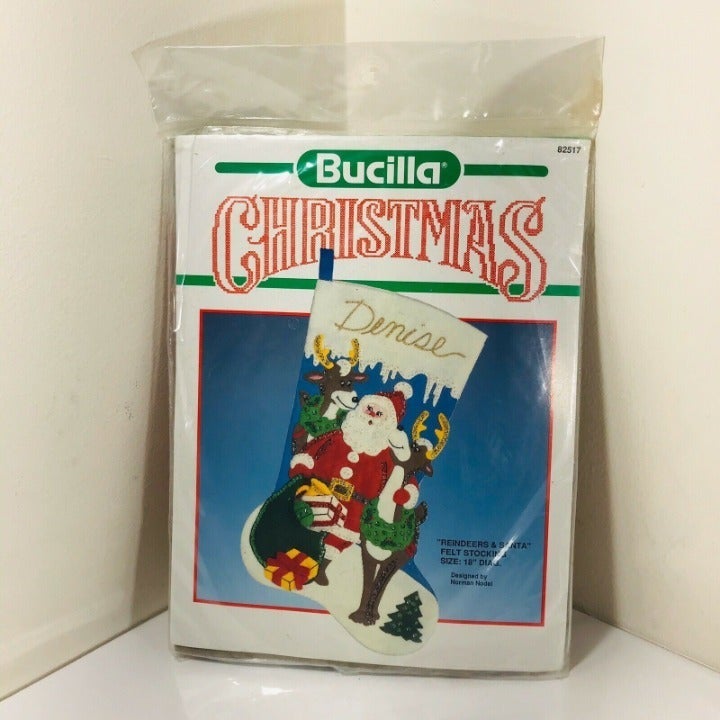 82517
Bucilla®
CHRISTMAS
Denise
"REINDEERS & SANTA"
FELT STOCKING
SIZE: 18" DIAG.
Designed by
Norman Nodel